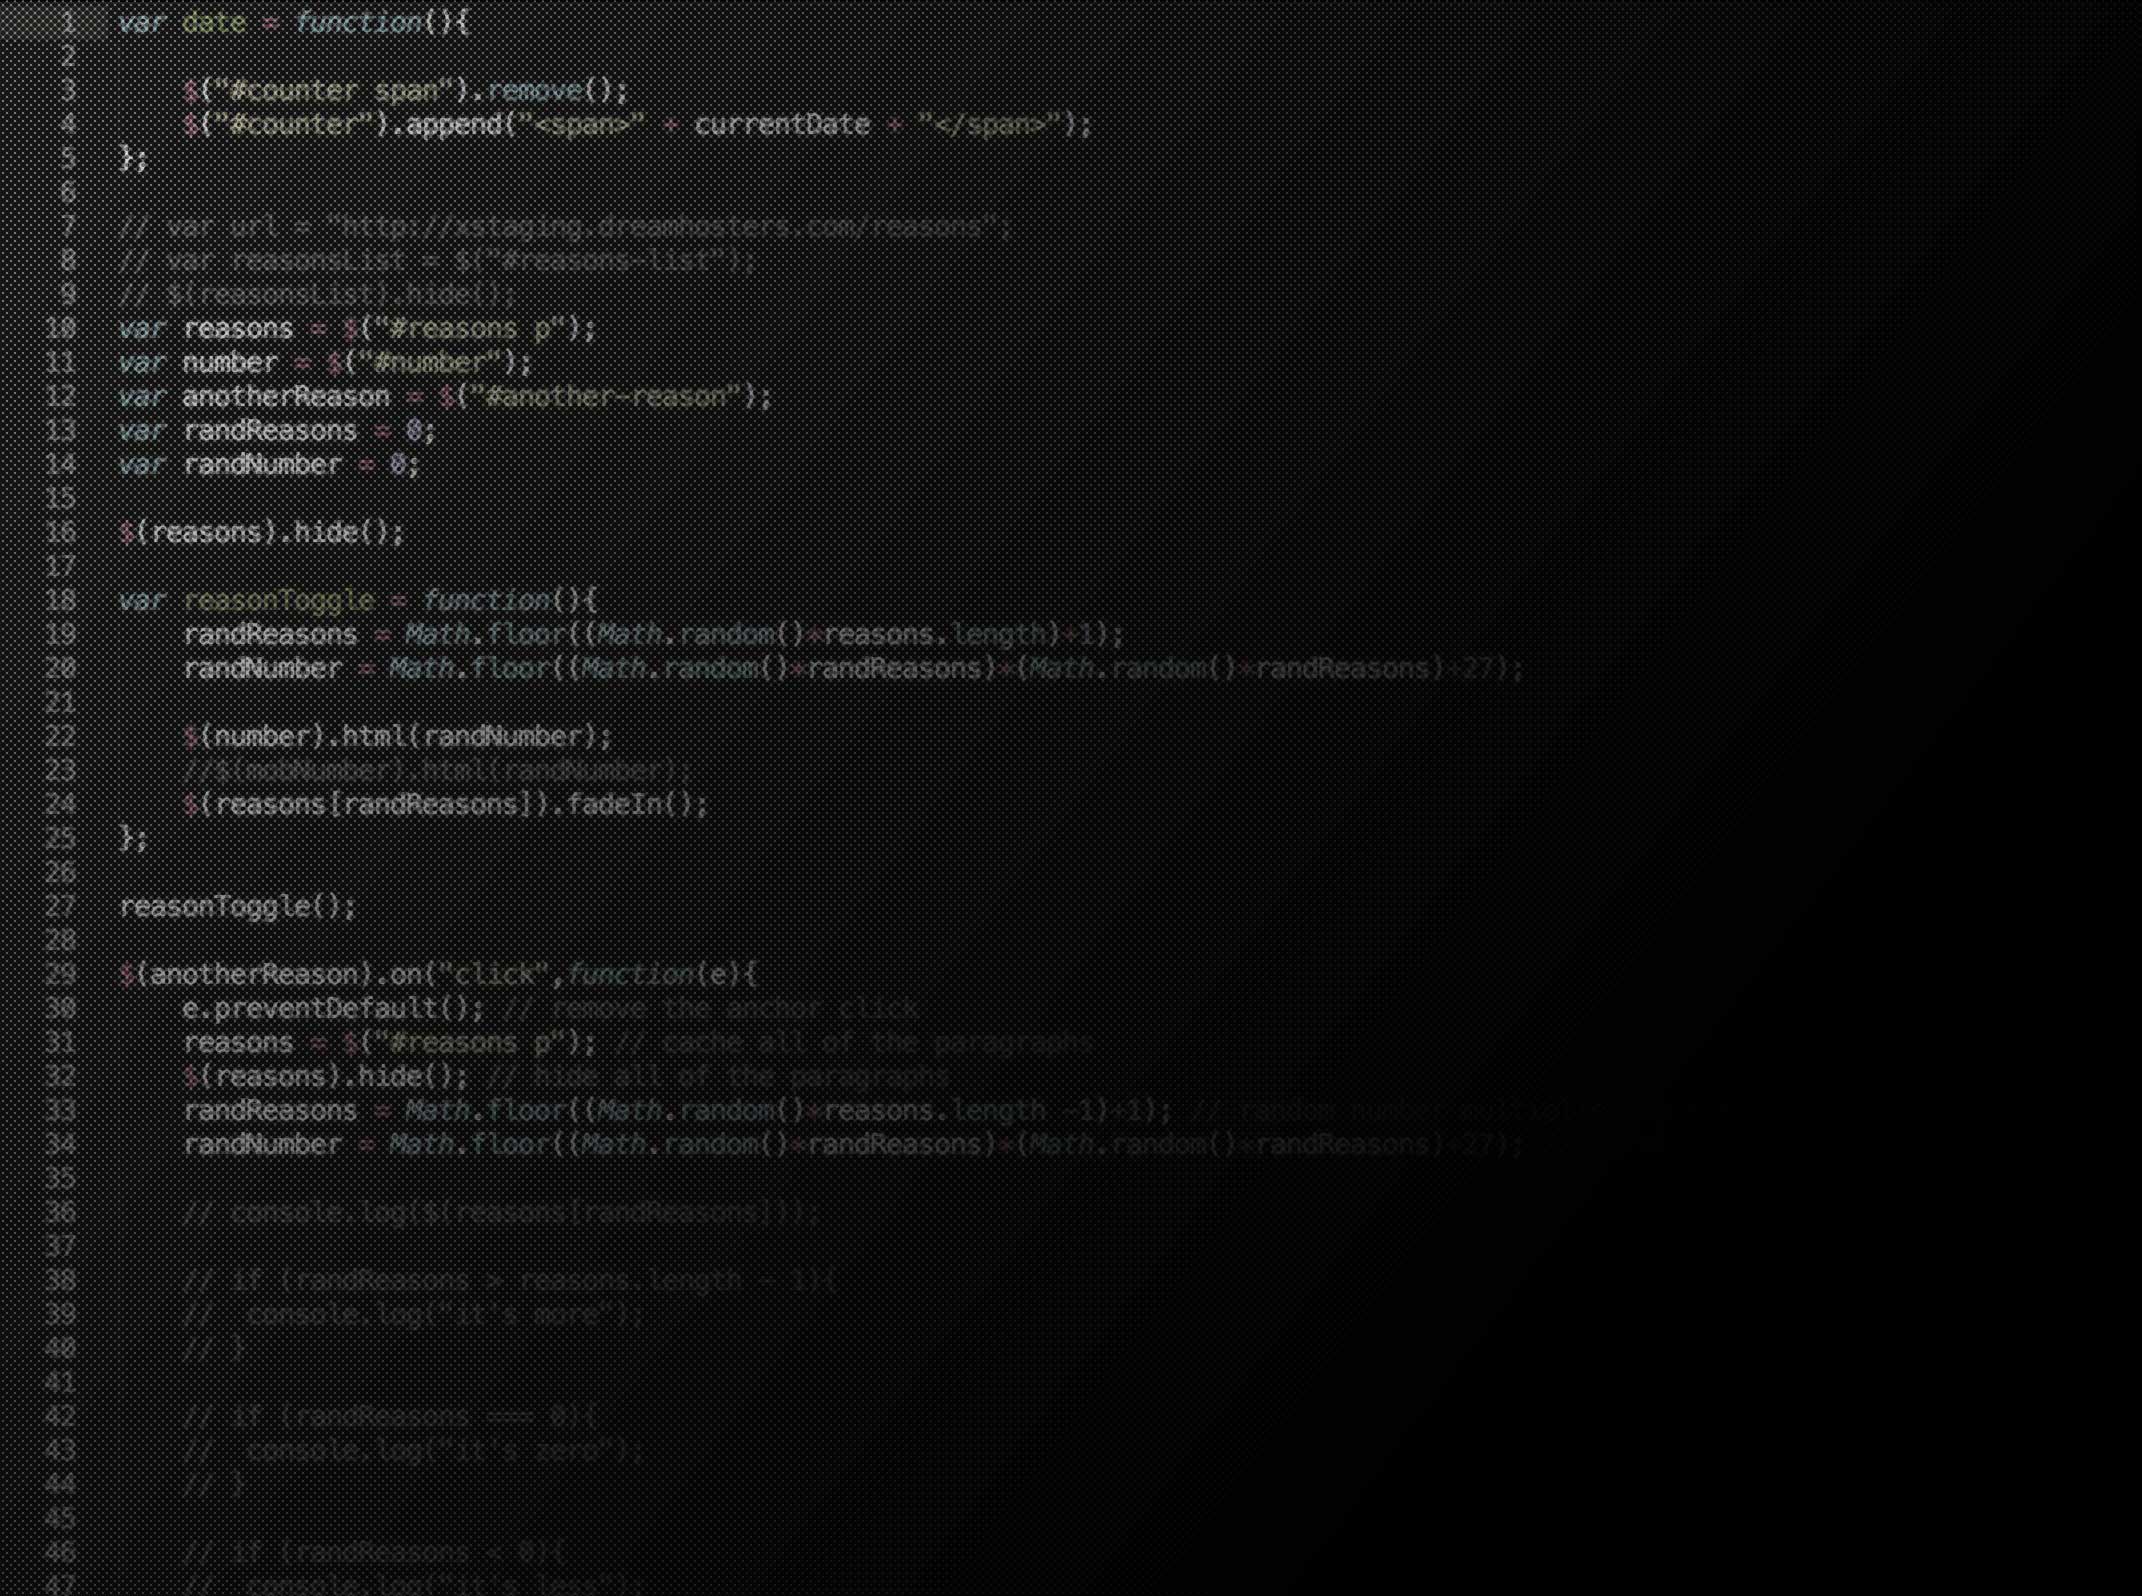 1 var date = function(){
2
3 $("#counter span").remove();
4 $("#counter").append("<span>" + currentDate + "</span>");
5 };
6
7 // var url = "http://xstaging.dreamhosters.com/reasons";
8 // var reasonsList = $("#reasons-list");
9 // $(reasonsList).hide();
10 var reasons = $("#reasons p");
11 var number = $("#number");
12 var anotherReason = $("#another-reason");
13 var randReasons = 0;
14 var randNumber = 0;
15
16 $(reasons).hide();
17
18 var reasonToggle = function(){
19 randReasons = Math.floor((Math.random()*reasons.length)+1);
20 randNumber = Math.floor((Math.random()*randReasons)*(Math.random()*randReasons)+27);
21
22 $(number).html(randNumber);
23 //$(mobNumber).html(randNumber);
24 $(reasons[randReasons]).fadeIn();
25 };
26
27 reasonToggle();
28
29 $(anotherReason).on("click",function(e){
30 e.preventDefault(); // remove the anchor click
31 reasons = $("#reasons p"); // cache all of the paragraphs
32 $(reasons).hide(); // hide all of the paragraphs
33 randReasons = Math.floor((Math.random()*reasons.length -1)+1); // random number
34 randNumber = Math.floor((Math.random()*randReasons)*(Math.random()*randReasons)+27);
35
36 // console.log($(reasons[randReasons]));
37
38 // if (randReasons > reasons.length - 1){
39 // console.log("it's more");
40 // }
41
42 // if (randReasons === 0){
43 // console.log("it's zero");
44 // }
45
46 // if (randReasons < 0){
47 // console.log("it's less");